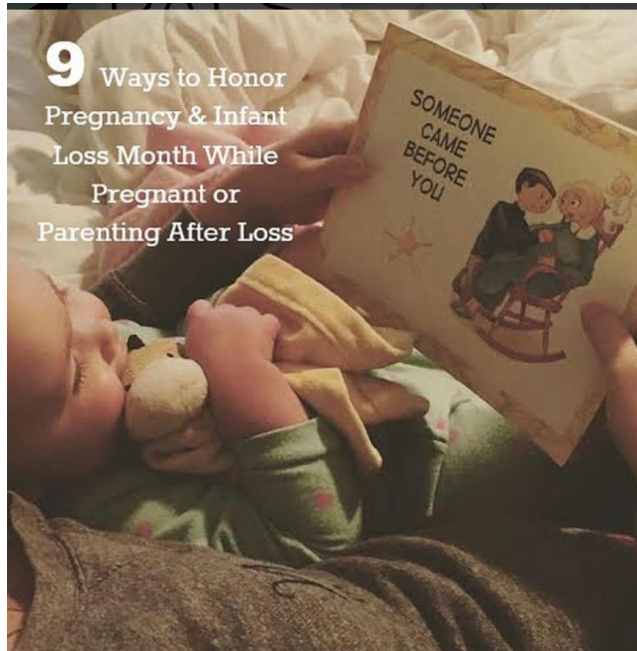 9 Ways to Honor
Pregnancy & Infant
Loss Month While
Pregnant or
Parenting After Loss
SOMEONE
CAME
BEFORE
YOU